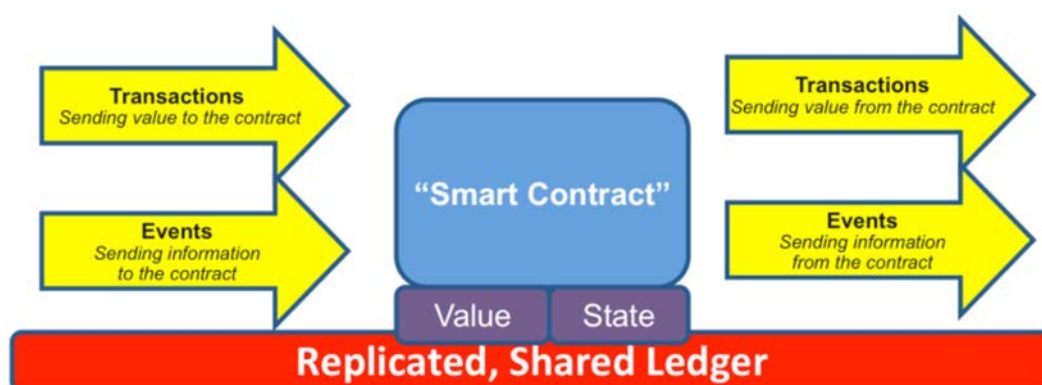 Transactions
Sending value to the contract
Events
Sending information
to the contract
“Smart Contract”
Value
State
Transactions
Sending value from the contract
Events
Sending information
from the contract
Replicated, Shared Ledger